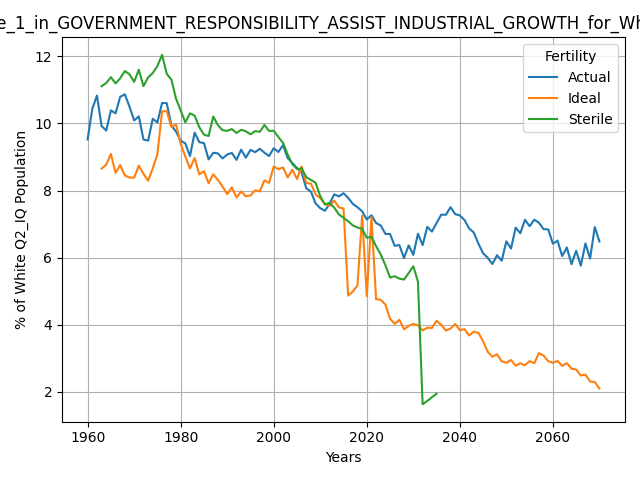 e_1_in_GOVERNMENT_RESPONSIBILITY_ASSIST_INDUSTRIAL_GROWTH_for_Wh
Fertility
Actual
Ideal
Sterile
% of White Q2_IQ Population
12
10
8
6
4
2
1960 1980 2000 2020 2040 2060
Years